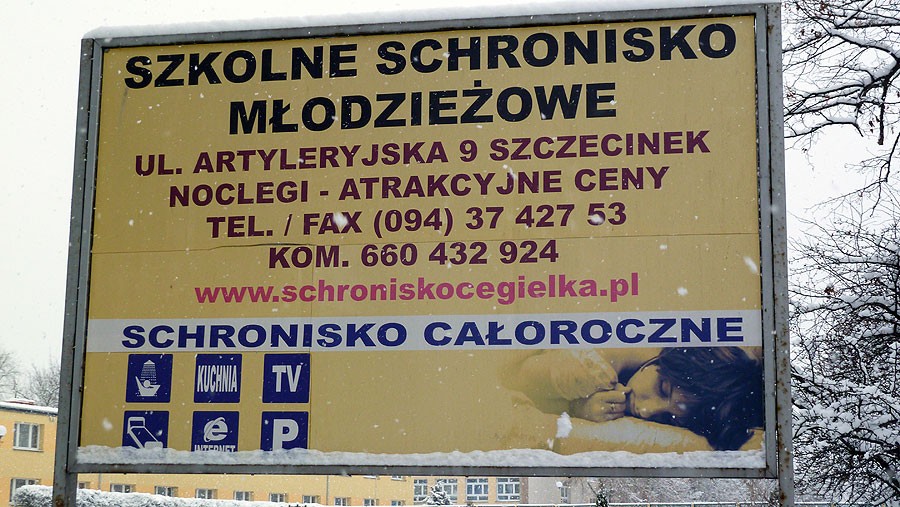 SZKOLNE SCHRONISKO
MŁODZIEŻOWE
UL. ARTYLERYJSKA 9 SZCZECINEK
NOCLEGI - ATRAKCYJNE CENY
TEL. / FAX (094) 37 427 53
KOM. 660 432 924
www.schroniskocegielka.pl
SCHRONISKO CAŁOROCZNE
KUCHNIA TV
e P
INTERNET